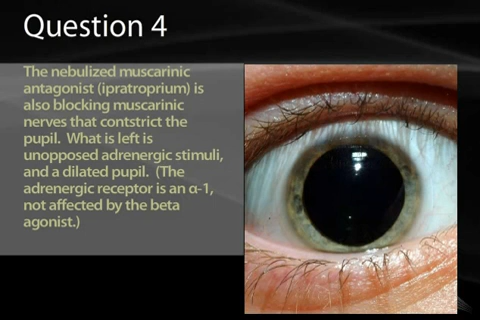 Question 4
The nebulized muscarinic
antagonist (ipratroprium) is
also blocking muscarinic
nerves that contstrict the
pupil.  What is left is
unopposed adrenergic stimuli,
and a dilated pupil.  (The
adrenergic receptor is an α-1,
not affected by the beta
agonist.)